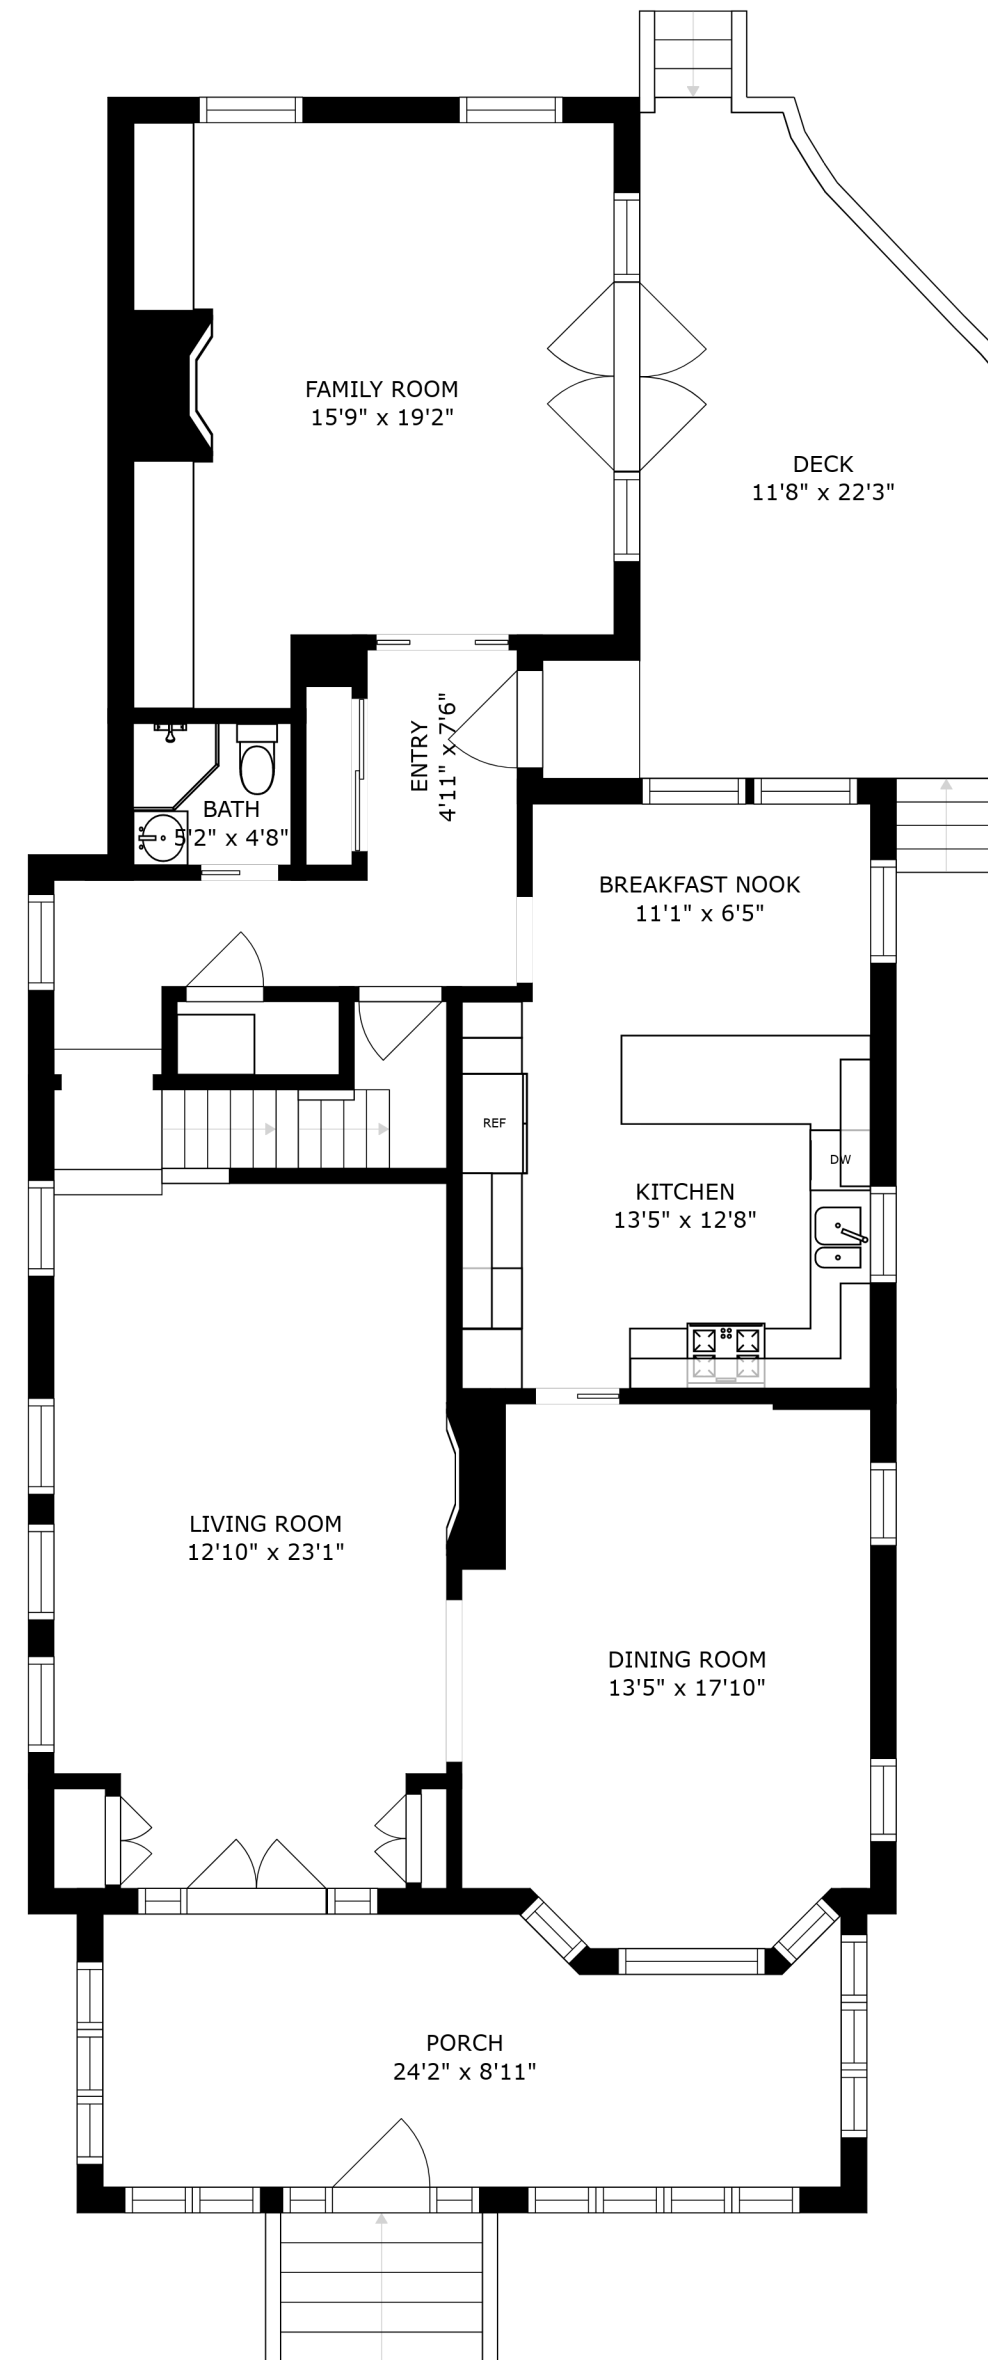 FAMILY ROOM
15'9" x 19'2"
DECK
11'8" x 22'3"
ENTRY
4'11" x 7'6"
BATH
5'2" x 4'8"
BREAKFAST NOOK
11'1" x 6'5"
REF
DW
KITCHEN
13'5" x 12'8"
LIVING ROOM
12'10" x 23'1"
DINING ROOM
13'5" x 17'10"
PORCH
24'2" x 8'11"